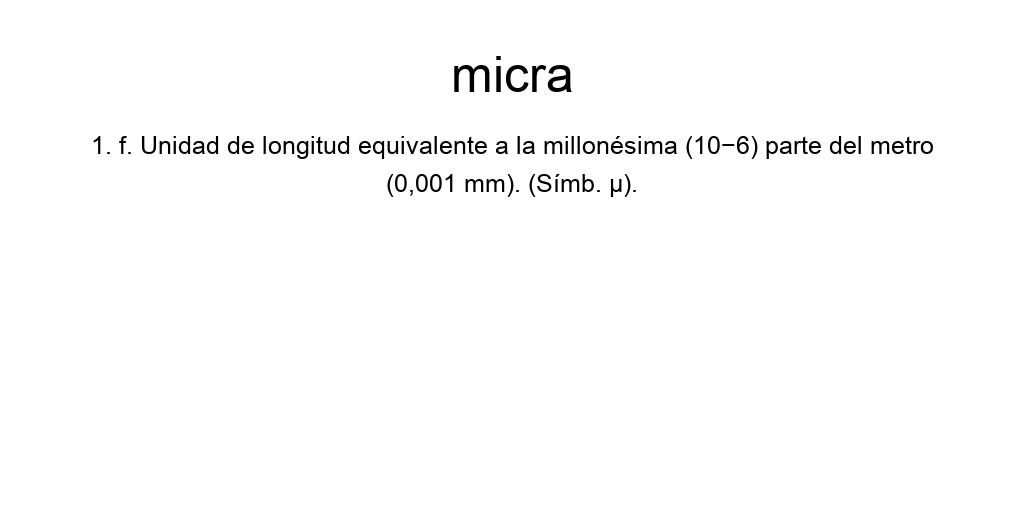 micra
1. f. Unidad de longitud equivalente a la millonésima (10−6) parte del metro
(0,001 mm). (Símb. μ).